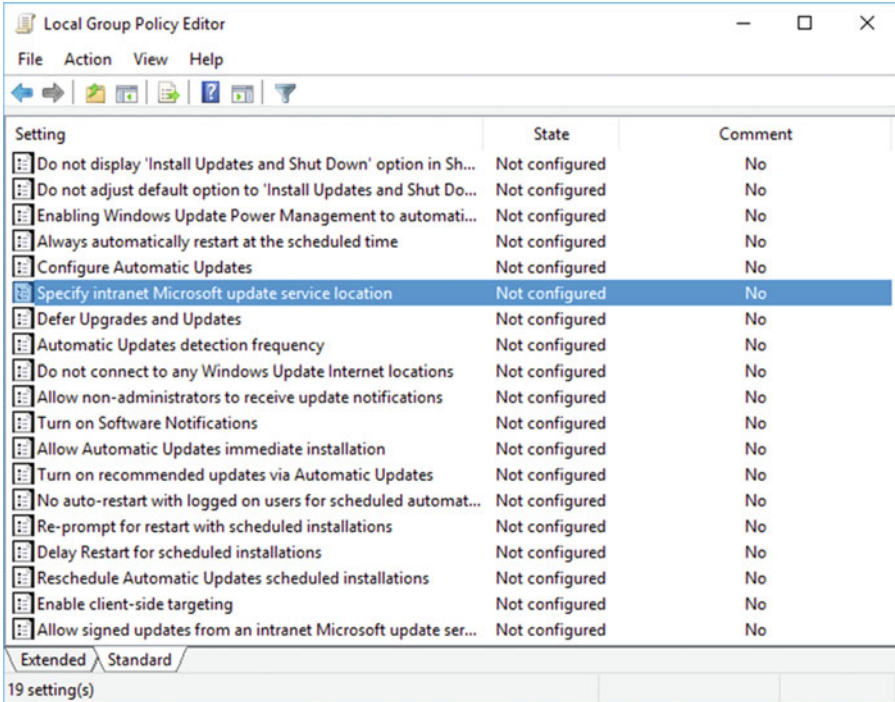 Local Group Policy Editor
File Action View Help
Setting State Comment
Do not display 'Install Updates and Shut Down' option in Sh... Not configured No
Do not adjust default option to 'Install Updates and Shut Do... Not configured No
Enabling Windows Update Power Management to automati... Not configured No
Always automatically restart at the scheduled time Not configured No
Configure Automatic Updates Not configured No
Specify intranet Microsoft update service location Not configured No
Defer Upgrades and Updates Not configured No
Automatic Updates detection frequency Not configured No
Do not connect to any Windows Update Internet locations Not configured No
Allow non-administrators to receive update notifications Not configured No
Turn on Software Notifications Not configured No
Allow Automatic Updates immediate installation Not configured No
Turn on recommended updates via Automatic Updates Not configured No
No auto-restart with logged on users for scheduled automat... Not configured No
Re-prompt for restart with scheduled installations Not configured No
Delay Restart for scheduled installations Not configured No
Reschedule Automatic Updates scheduled installations Not configured No
Enable client-side targeting Not configured No
Allow signed updates from an intranet Microsoft update ser... Not configured No
Extended Standard
19 setting(s)